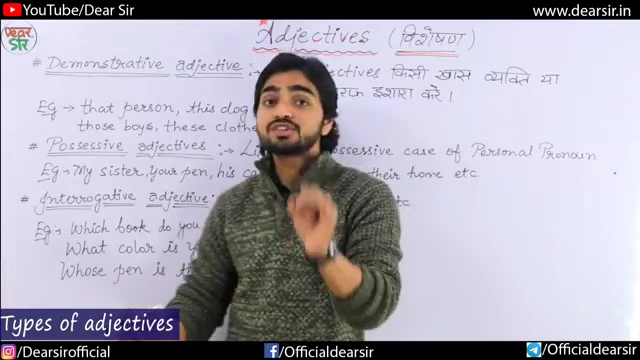 YouTube/Dear Sir
www.dearsir.in
Dear
SIR
Adjectives (विशेषण)
# Demonstrative adjective :- adjectives किसी खास व्यक्ति या
इशारा करें।
Eg → that person, this dog
those boys, these
# Possessive adjectives :- Possessive case of Personal Pronoun
Eg:- My sister, your pen, his their home etc.
# Interrogative adjective
Eg:- Which book do you
What color is
Whose pen is
Types of adjectives
/Dearsirofficial
/Officialdearsir
/Officialdearsir